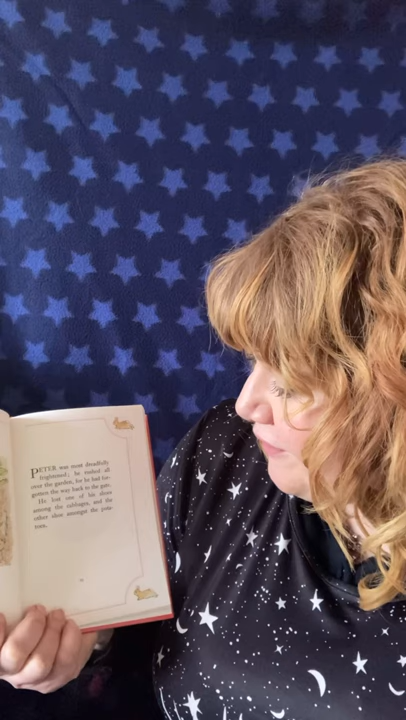 PETER was most dreadfully
frightened; he rushed all
over the garden, for he had for-
gotten the way back to the gate.
He lost one of his shoes
among the cabbages, and the
other shoe amongst the pota-
toes.